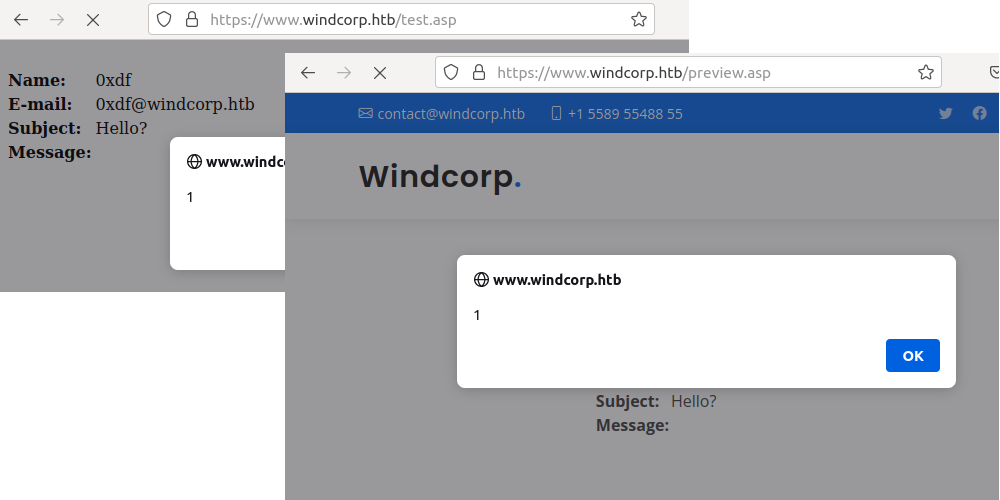 https://www.windcorp.htb/test.asp
Name: 0xdf
E-mail: 0xdf@windcorp.htb
Subject: Hello?
Message:
www.windc
1
https://www.windcorp.htb/preview.asp
contact@windcorp.htb +1 5589 55488 55
Windcorp.
www.windcorp.htb
1
OK
Subject: Hello?
Message: